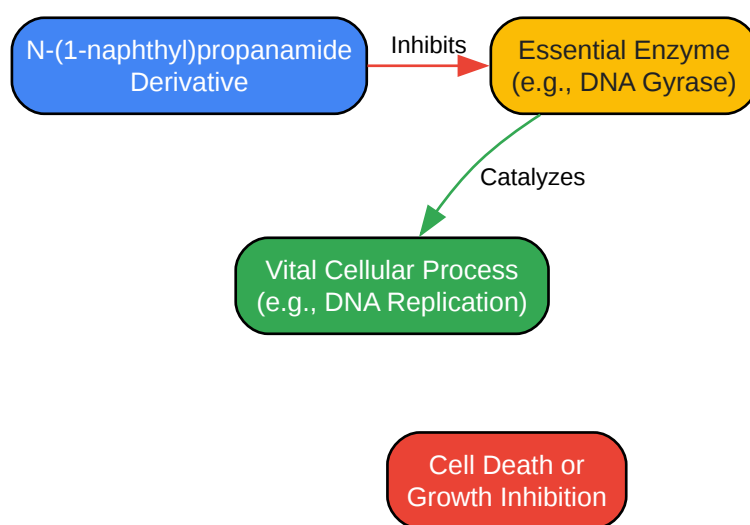 N-(1-naphthyl)propanamide
Derivative
Inhibits
Essential Enzyme
(e.g., DNA Gyrase)
Catalyzes
Vital Cellular Process
(e.g., DNA Replication)
Cell Death or
Growth Inhibition